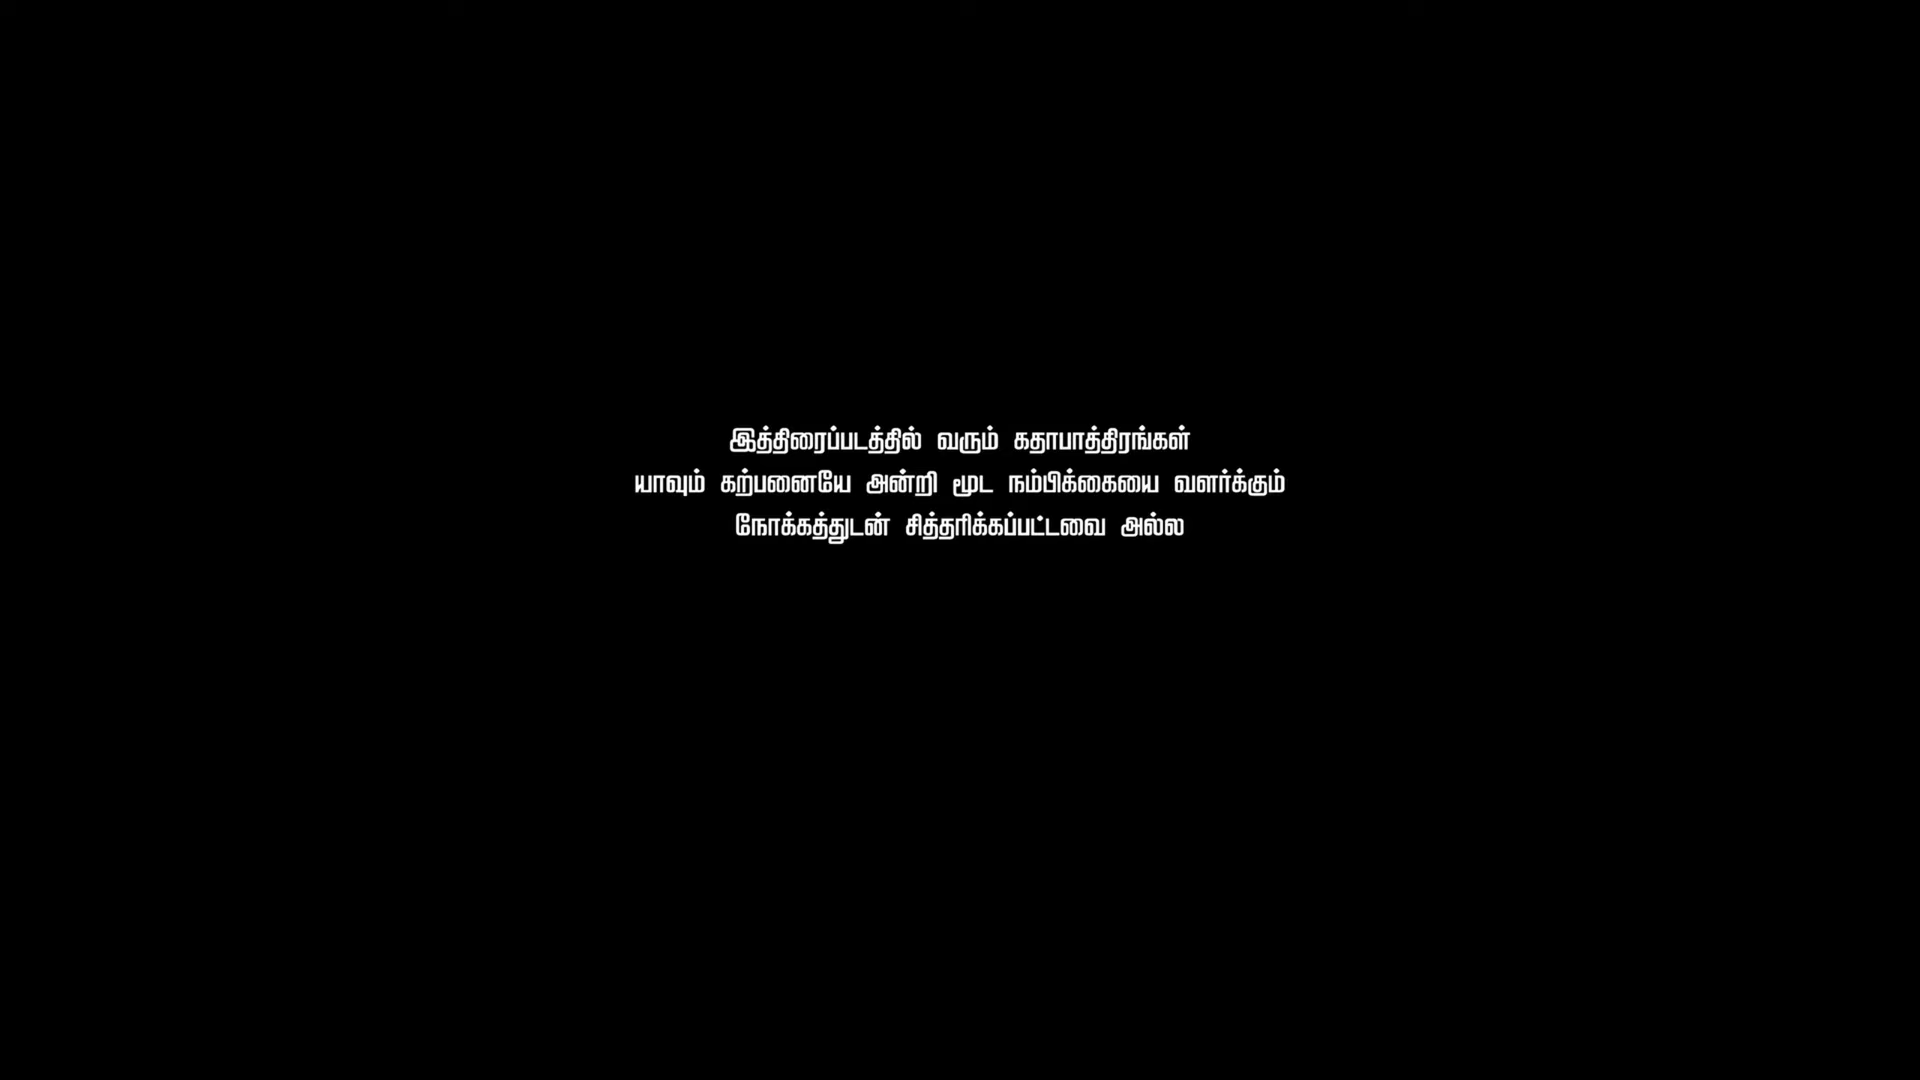 இத்திரைப்படத்தில் வரும் கதாபாத்திரங்கள்
யாவும் கற்பனையே அன்றி மூட நம்பிக்கையை வளர்க்கும்
நோக்கத்துடன் சித்தரிக்கப்பட்டவை அல்ல